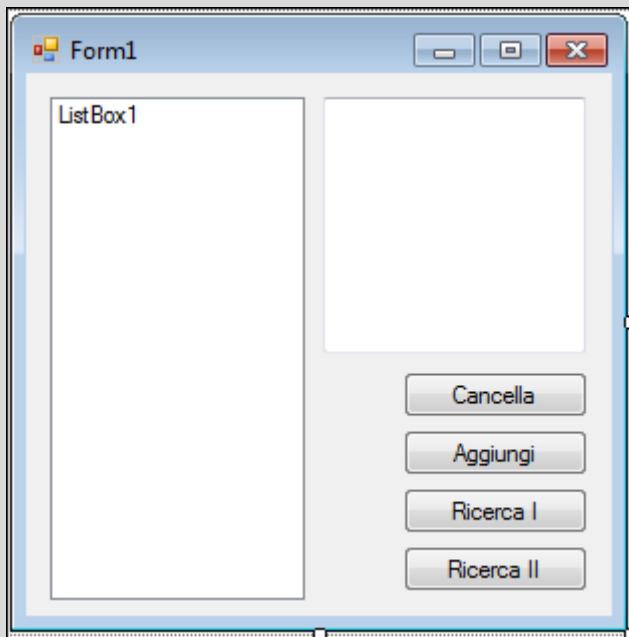 Form1
ListBox1
Cancella
Aggiungi
Ricerca I
Ricerca II